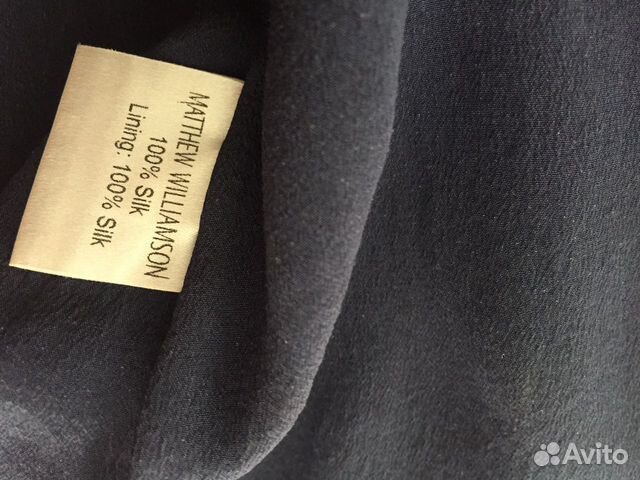 MATTHEW WILLIAMSON
100% Silk
Lining: 100% Silk
Avito